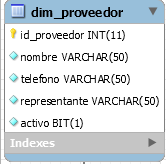 dim_proveedor
id_proveedor INT(11)
nombre VARCHAR(50)
telefono VARCHAR(50)
representante VARCHAR(50)
activo BIT(1)
Indexes